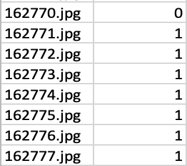 162770.jpg 0
162771.jpg 1
162772.jpg 1
162773.jpg 1
162774.jpg 1
162775.jpg 1
162776.jpg 1
162777.jpg 1